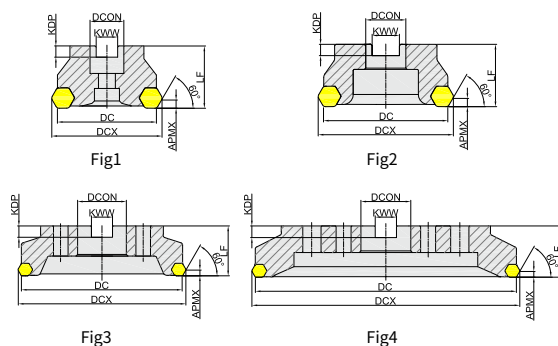 DCON
KWW
KDP
LF
60°
DC
DCX
APMX
Fig1
DCON
KWW
KDP
LF
60°
DC
DCX
APMX
Fig2
DCON
KWW
KDP
LF
60°
DC
DCX
APMX
Fig3
DCON
KWW
KDP
LF
60°
DC
DCX
APMX
Fig4